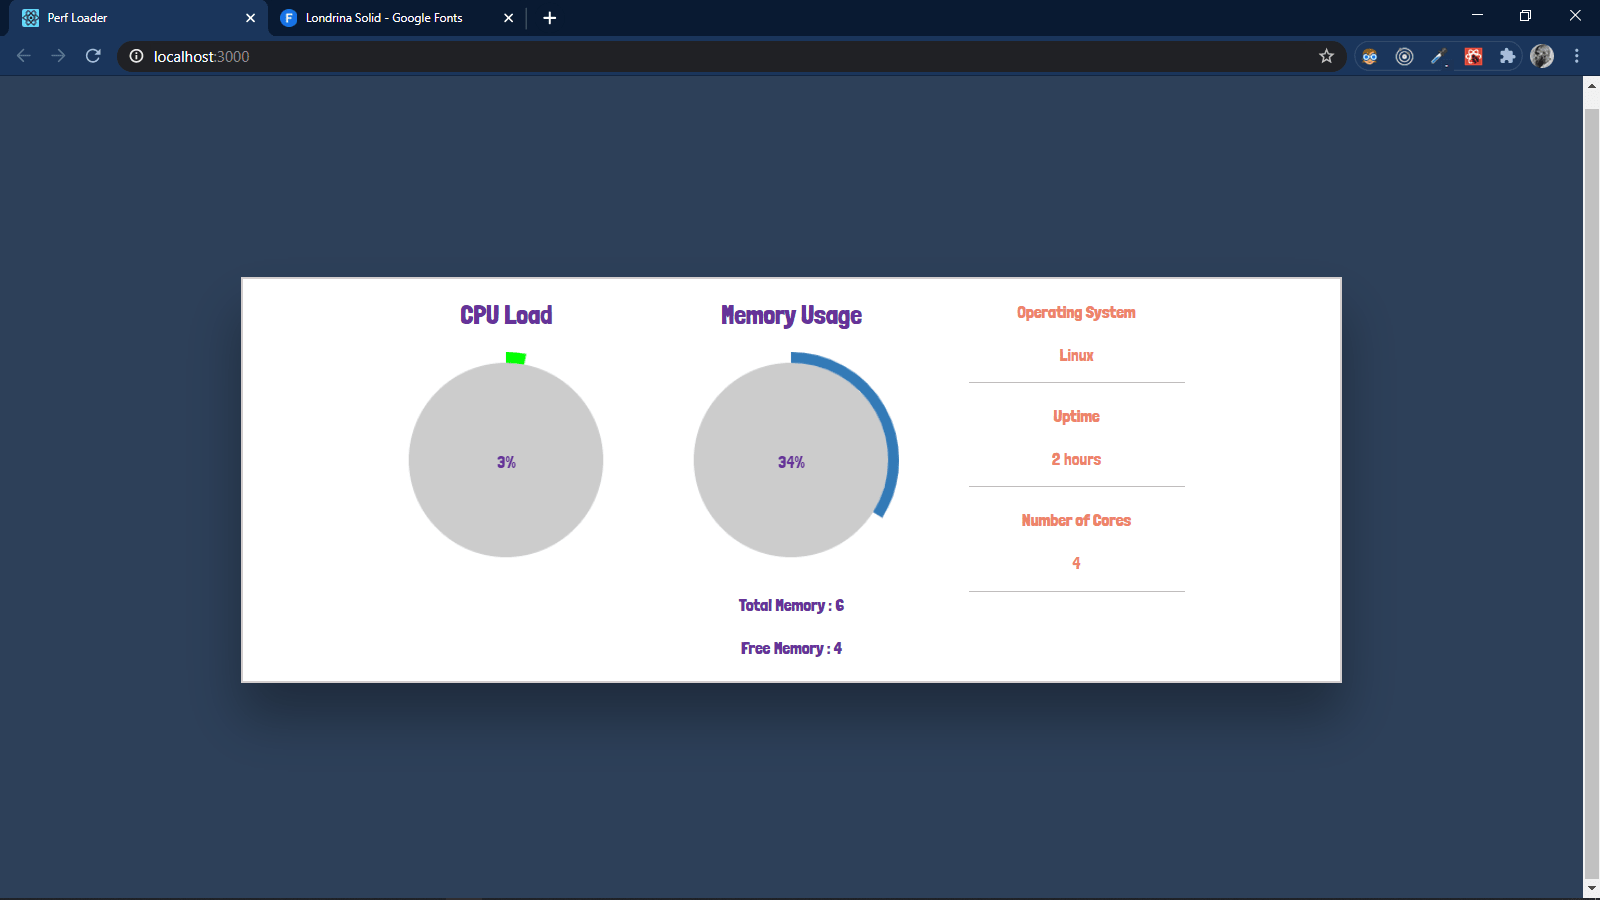 Perf Loader
Londrina Solid - Google Fonts
localhost:3000
CPU Load
3%
Memory Usage
34%
Total Memory : 6
Free Memory : 4
Operating System
Linux
Uptime
2 hours
Number of Cores
4